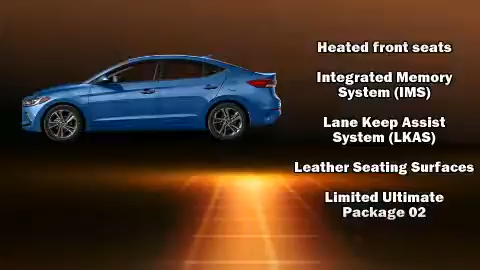 Heated front seats
Integrated Memory
System (IMS)
Lane Keep Assist
System (LKAS)
Leather Seating Surfaces
Limited Ultimate
Package 02